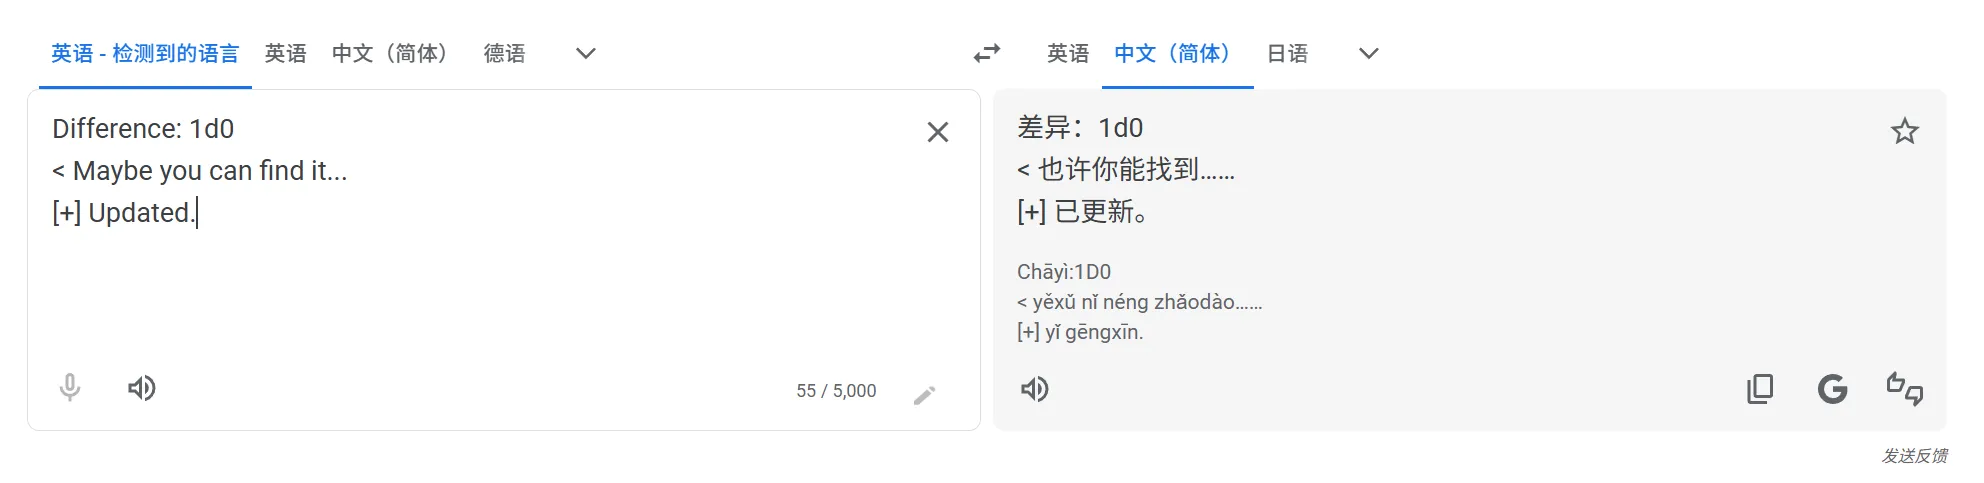 英语 - 检测到的语言 英语 中文（简体） 德语
英语 中文（简体） 日语
Difference: 1d0
< Maybe you can find it...
[+] Updated.
55 / 5,000
差异：1d0
< 也许你能找到……
[+] 已更新。
Chāyì:1D0
< yěxǔ nǐ néng zhǎodào……
[+] yǐ gēngxīn.
发送反馈